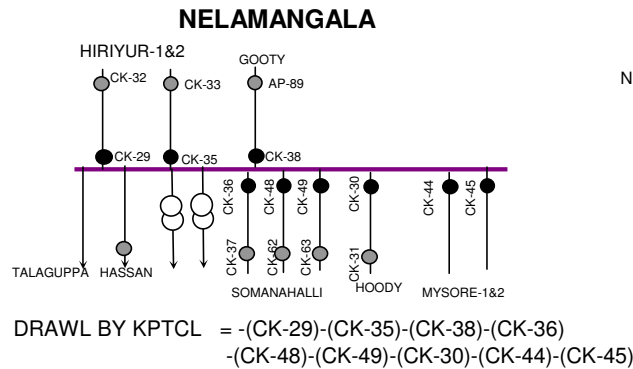 NELAMANGALA
HIRIYUR-1&2
GOOTY
CK-32
CK-33
AP-89
N
CK-29
CK-35
CK-38
CK-36
CK-48
CK-49
CK-30
CK-44
CK-45
CK-37
CK-62
CK-63
CK-31
TALAGUPPA
HASSAN
SOMANAHALLI
HOODY
MYSORE-1&2
DRAWL BY KPTCL = -(CK-29)-(CK-35)-(CK-38)-(CK-36)
-(CK-48)-(CK-49)-(CK-30)-(CK-44)-(CK-45)